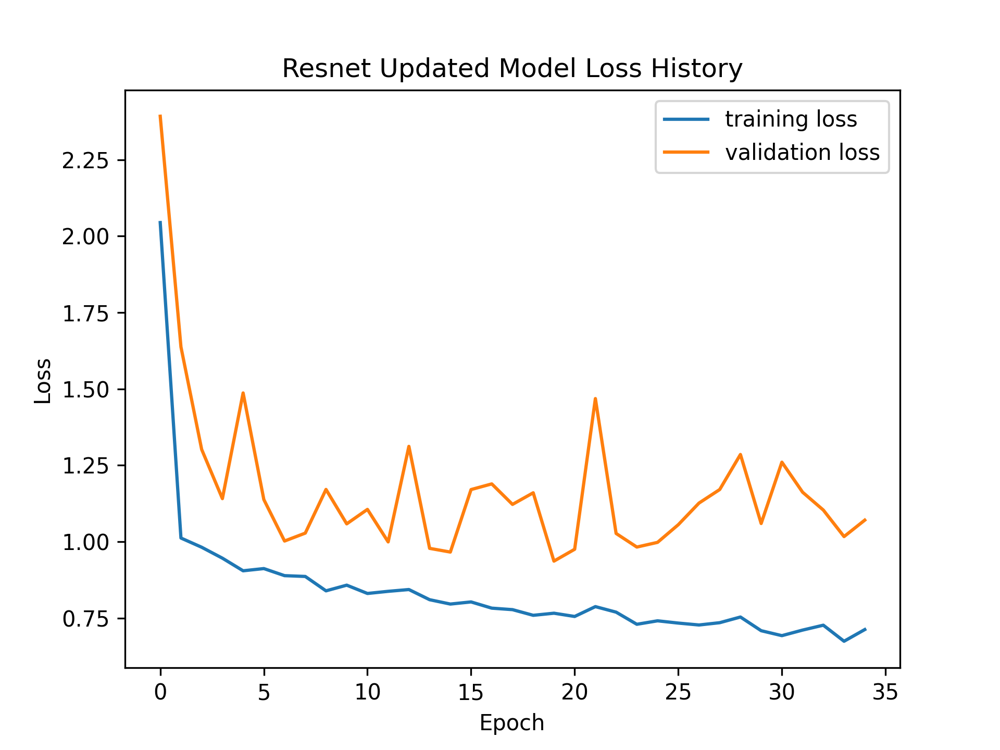 Resnet Updated Model Loss History
training loss
validation loss
2.25
2.00
1.75
1.50
1.25
1.00
0.75
Loss
0 5 10 15 20 25 30 35
Epoch